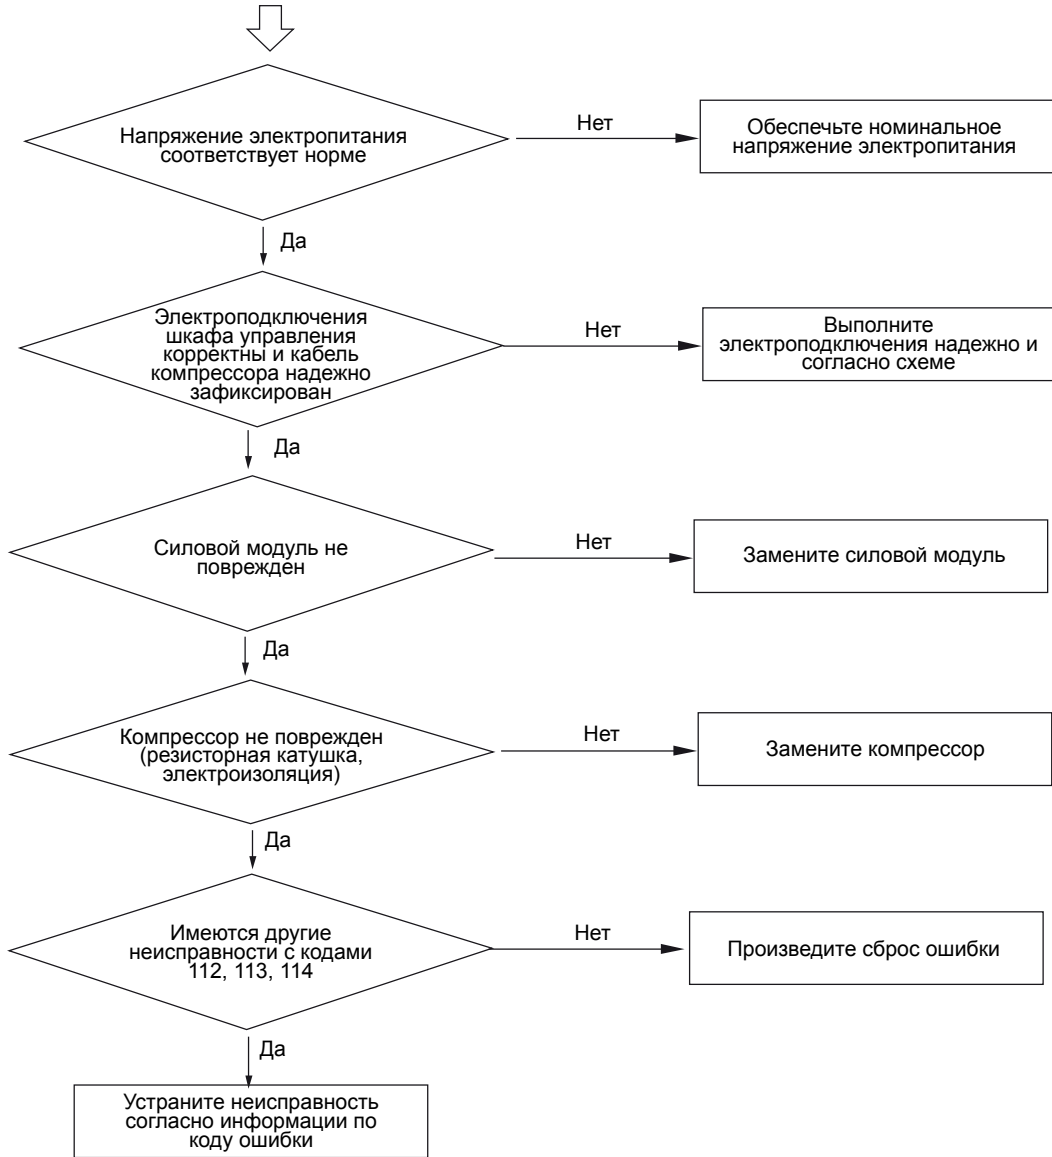 Напряжение электропитания
соответствует норме
Нет
Обеспечьте номинальное
напряжение электропитания
Да
Электроподключения
шкафа управления
корректны и кабель
компрессора надежно
зафиксирован
Нет
Выполните
электроподключения надежно и
согласно схеме
Да
Силовой модуль не
поврежден
Нет
Замените силовой модуль
Да
Компрессор не поврежден
(резисторная катушка,
электроизоляция)
Нет
Замените компрессор
Да
Имеются другие
неисправности с кодами
112, 113, 114
Нет
Произведите сброс ошибки
Да
Устраните неисправность
согласно информации по
коду ошибки